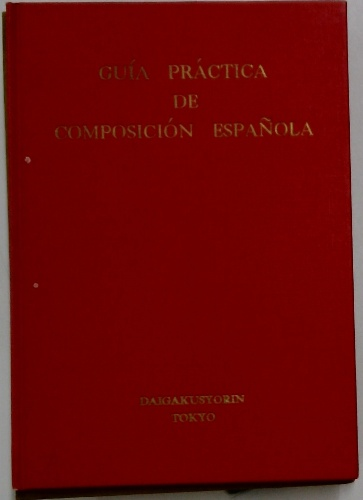 GUÍA PRÁCTICA
DE
COMPOSICIÓN ESPAÑOLA
DAIGAKUSYORIN
TOKYO